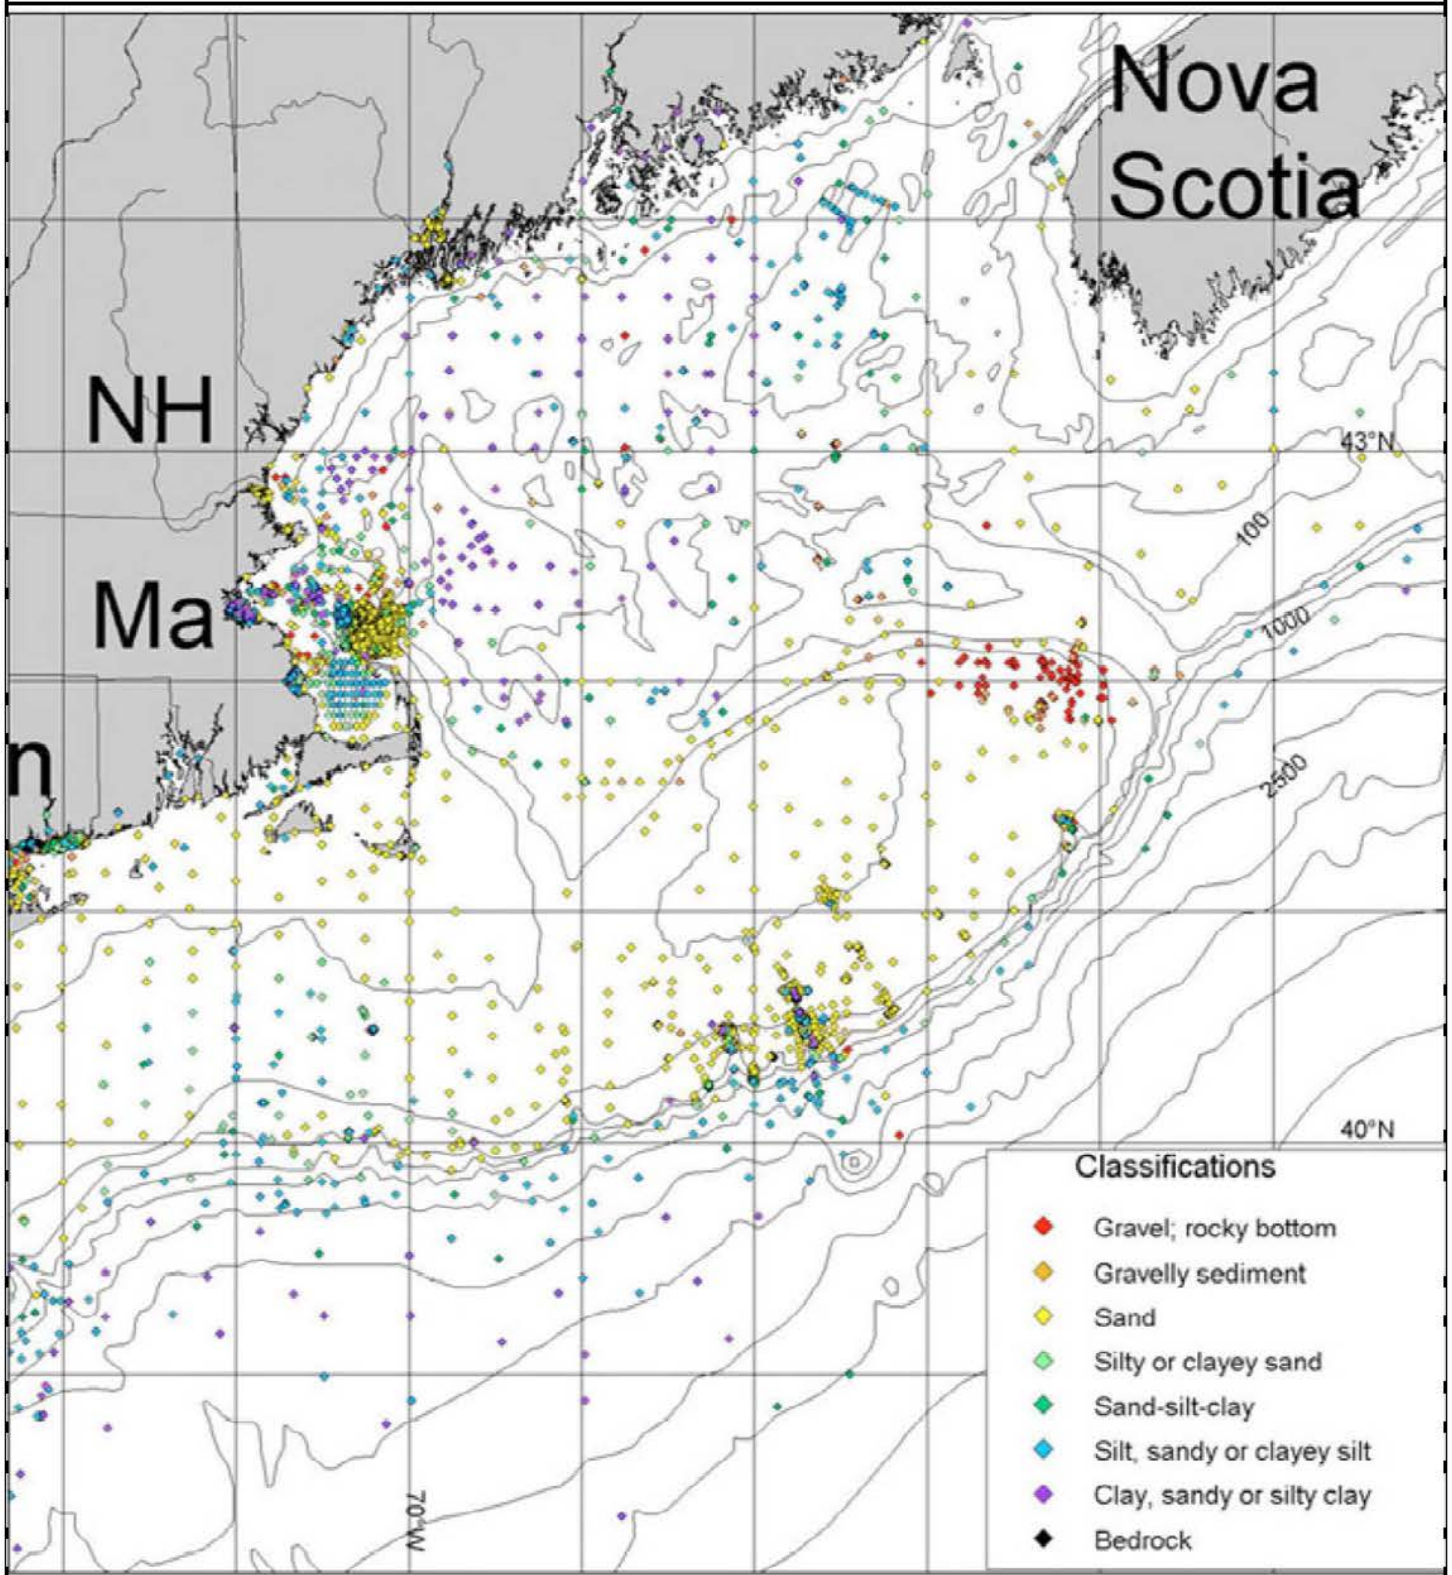 Nova
Scotia
NH
43°N
100
Ma
1000
n
2500
40°N
Classifications
Gravel; rocky bottom
Gravelly sediment
Sand
Silty or clayey sand
Sand-silt-clay
Silt, sandy or clayey silt
Clay, sandy or silty clay
Bedrock
70°W